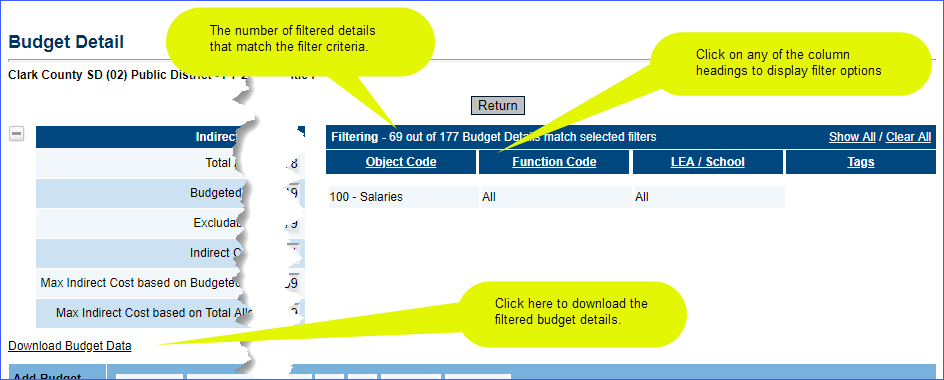 The number of filtered details
that match the filter criteria.
Budget Detail
Click on any of the column
headings to display filter options
Clark County SD (02) Public District -
Return
Filtering - 69 out of 177 Budget Details match selected filters
Show All / Clear All
Indirect
Object Code Function Code LEA / School Tags
Total
100 - Salaries All All
Budgeted
Indirect
Max Indirect Cost based on Budgeted
Max Indirect Cost based on Total
Click here to download the
filtered budget details.
Download Budget Data
Add Budget